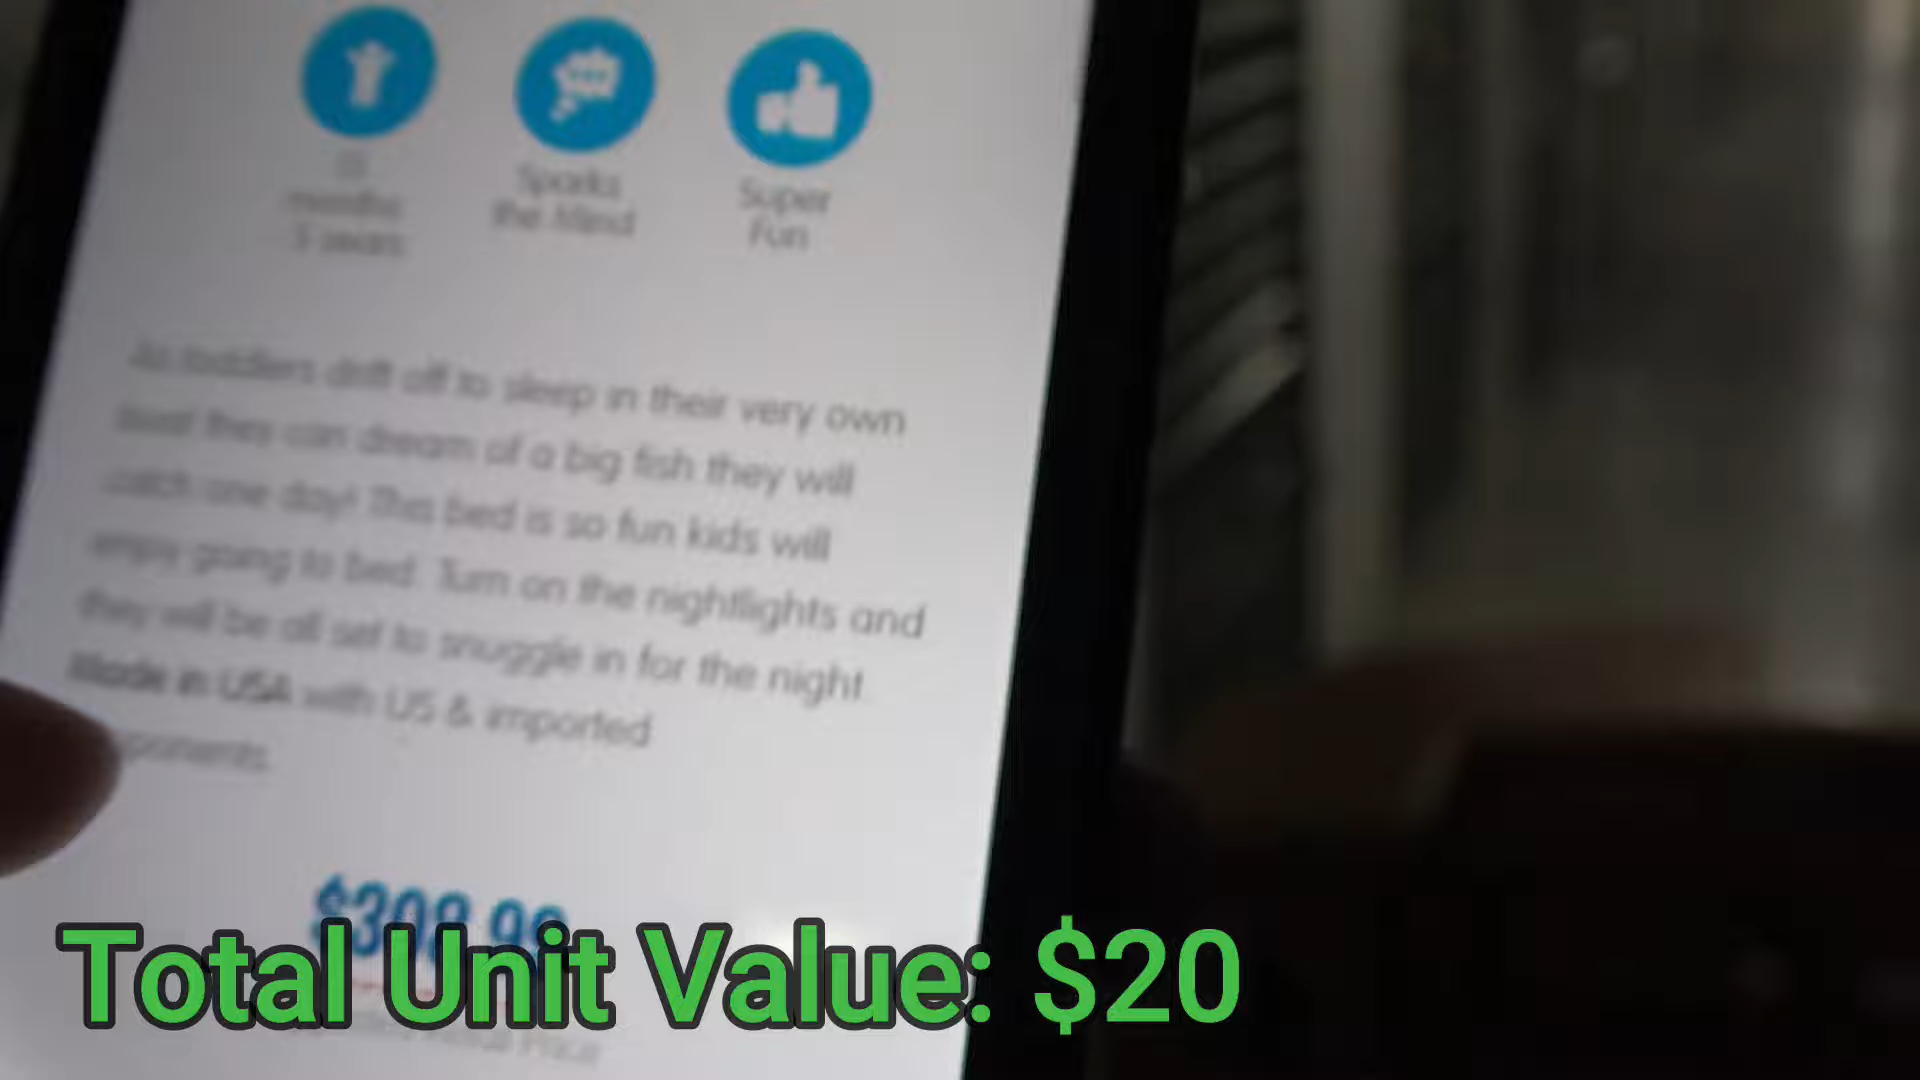 months
Sparks
the Mind
Super
Fun
As toddlers drift off to sleep in their very own
boat they can dream of a big fish they will
catch one day! This bed is so fun kids will
enjoy going to bed. Turn on the nightlights and
they will be all set to snuggle in for the night.
Made in USA with US & imported
$308.99
Total Unit Value: $20